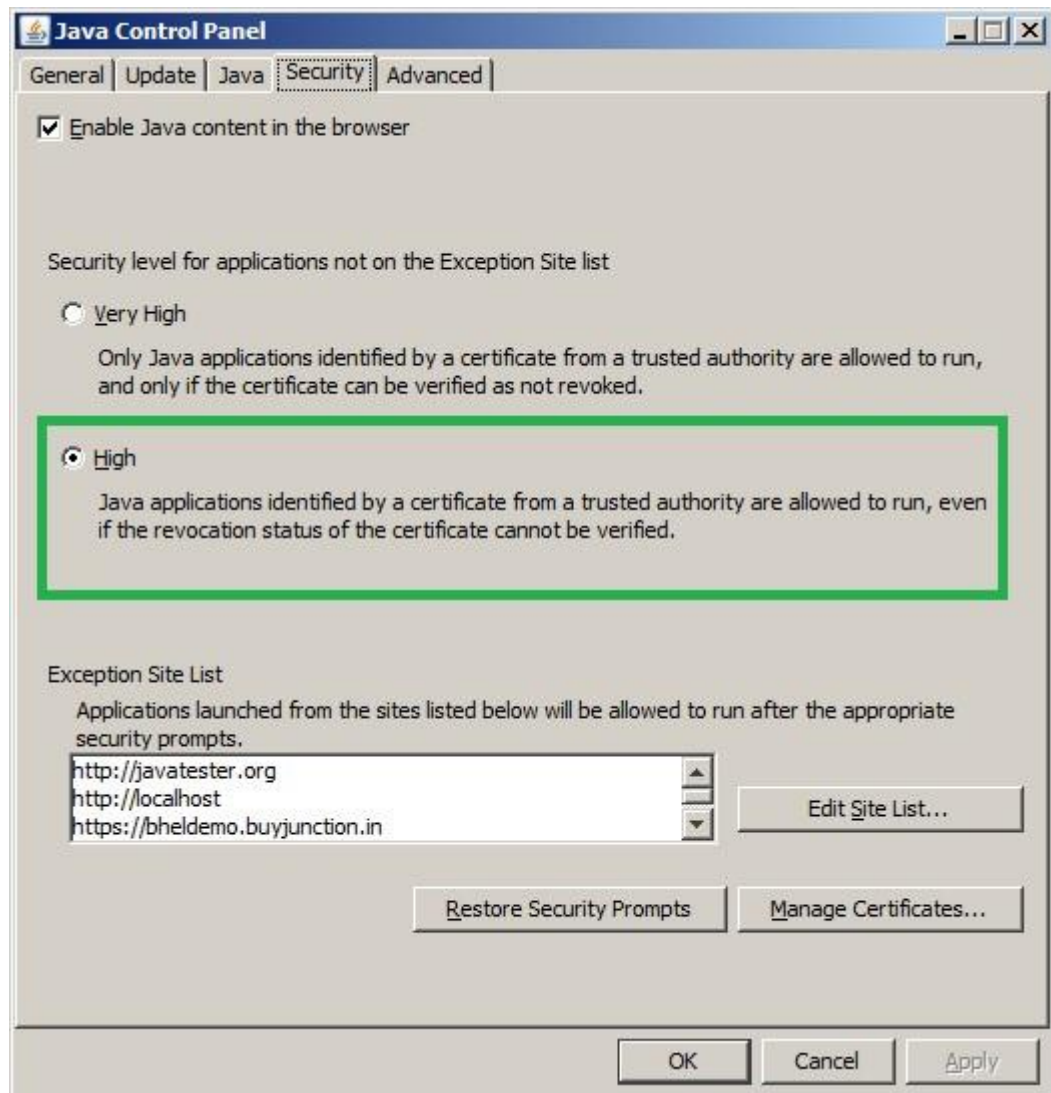 Java Control Panel
General Update Java Security Advanced
Enable Java content in the browser
Security level for applications not on the Exception Site list
Very High
Only Java applications identified by a certificate from a trusted authority are allowed to run,
and only if the certificate can be verified as not revoked.
High
Java applications identified by a certificate from a trusted authority are allowed to run, even
if the revocation status of the certificate cannot be verified.
Exception Site List
Applications launched from the sites listed below will be allowed to run after the appropriate
security prompts.
http://javatester.org
http://localhost
https://bheldemo.buyjunction.in
Edit Site List...
Restore Security Prompts Manage Certificates...
OK Cancel Apply